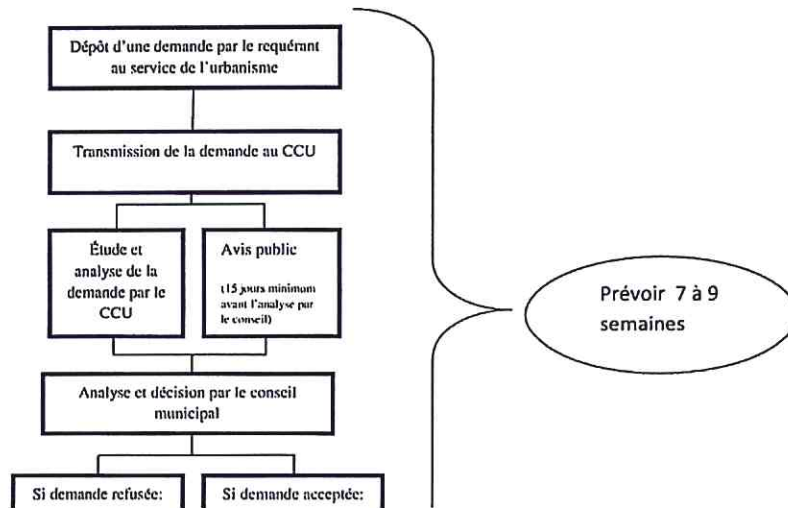 Dépôt d'une demande par le requérant
au service de l'urbanisme
Transmission de la demande au CCU
Étude et
analyse de la
demande par le
CCU
Avis public
(15 jours minimum
avant l'analyse par
le conseil)
Prévoir 7 à 9
semaines
Analyse et décision par le conseil
municipal
Si demande refusée:
Si demande acceptée: